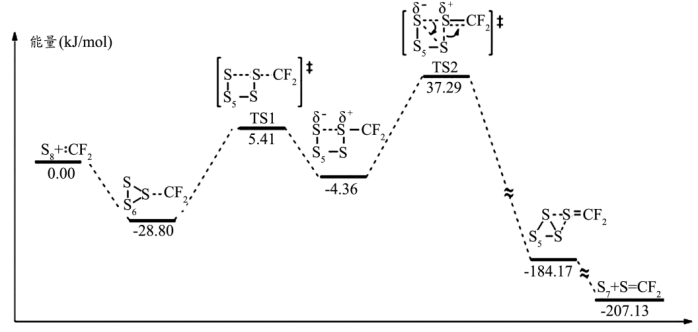 能量(kJ/mol)
S₈+:CF₂
0.00
S
S
S₆
CF₂
-28.80
S
S
CF₂
S₅
S
‡
TS1
5.41
δ⁻
δ⁺
S
S
CF₂
S₅
S
-4.36
δ⁻
δ⁺
S
S
CF₂
S₅
S
‡
TS2
37.29
S
S=CF₂
S₅
S
-184.17
S₇+S=CF₂
-207.13